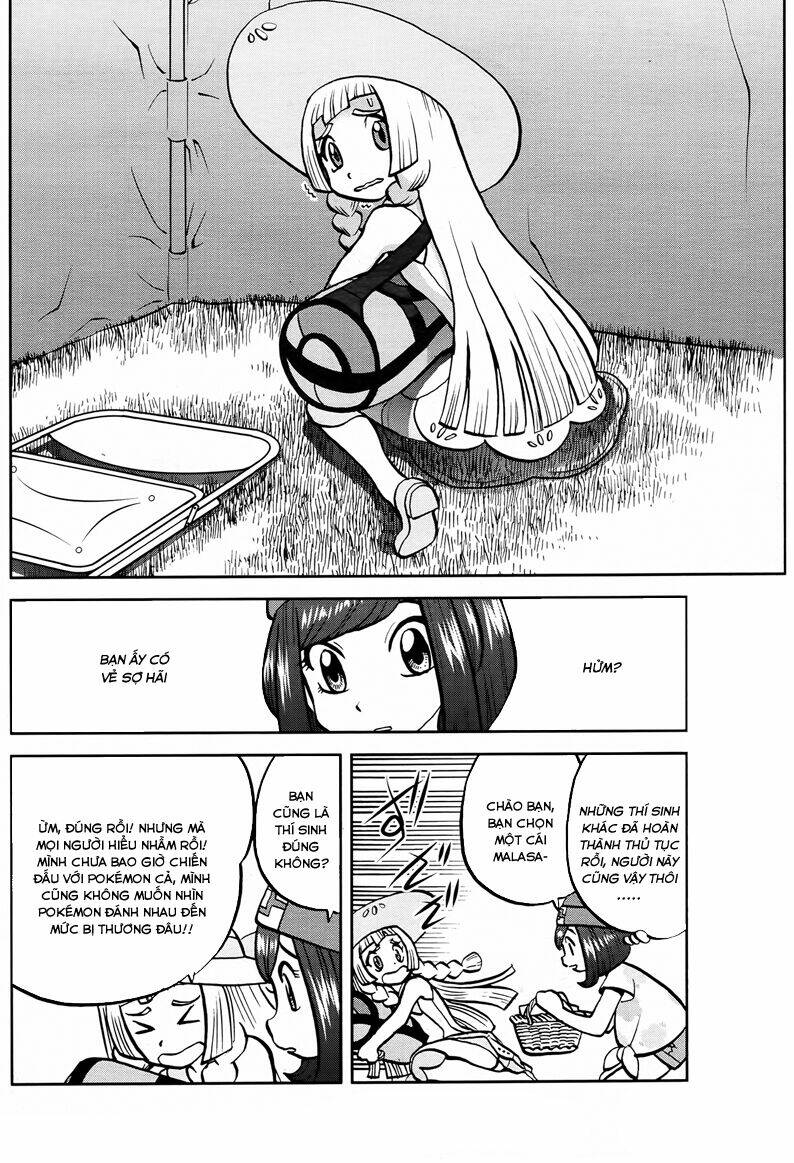 HỬM?
BẠN ẤY CÓ
VẺ SỢ HÃI
NHỮNG THÍ SINH
KHÁC ĐÃ HOÀN
THÀNH THỦ TỤC
RỒI, NGƯỜI NÀY
CŨNG VẬY THÔI
.....
CHÀO BẠN,
BẠN CHỌN
MỘT CÁI
MALASA-
BẠN
CŨNG LÀ
THÍ SINH
ĐÚNG
KHÔNG?
ỪM, ĐÚNG RỒI! NHƯNG MÀ
MỌI NGƯỜI HIỂU NHẦM RỒI!
MÌNH CHƯA BAO GIỜ CHIẾN
ĐẤU VỚI POKÉMON CẢ, MÌNH
CŨNG KHÔNG MUỐN NHÌN
POKÉMON ĐÁNH NHAU ĐẾN
MỨC BỊ THƯƠNG ĐÂU!!